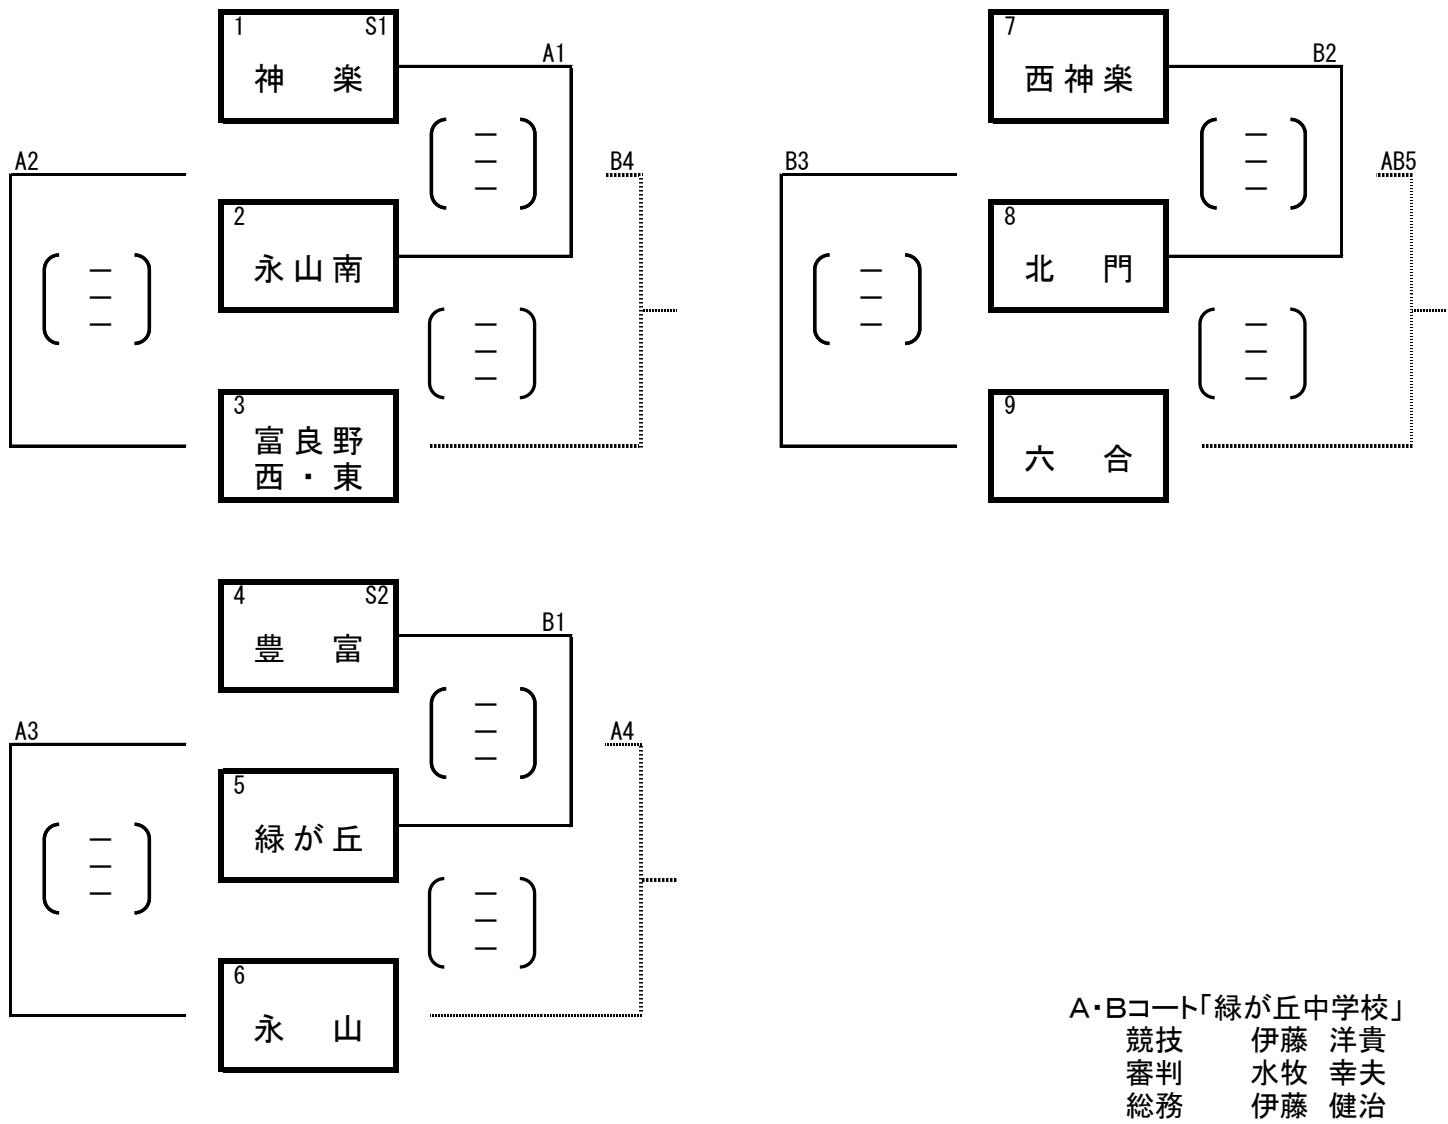 1 S1
神　楽
A1
A2
B4
2
永山南
3
富良野
西・東
7
西神楽
B2
B3
AB5
8
北　門
9
六　合
4 S2
豊　富
B1
A3
A4
5
緑が丘
6
永　山
A・Bコート「緑が丘中学校」
競技　伊藤　洋貴
審判　水牧　幸夫
総務　伊藤　健治